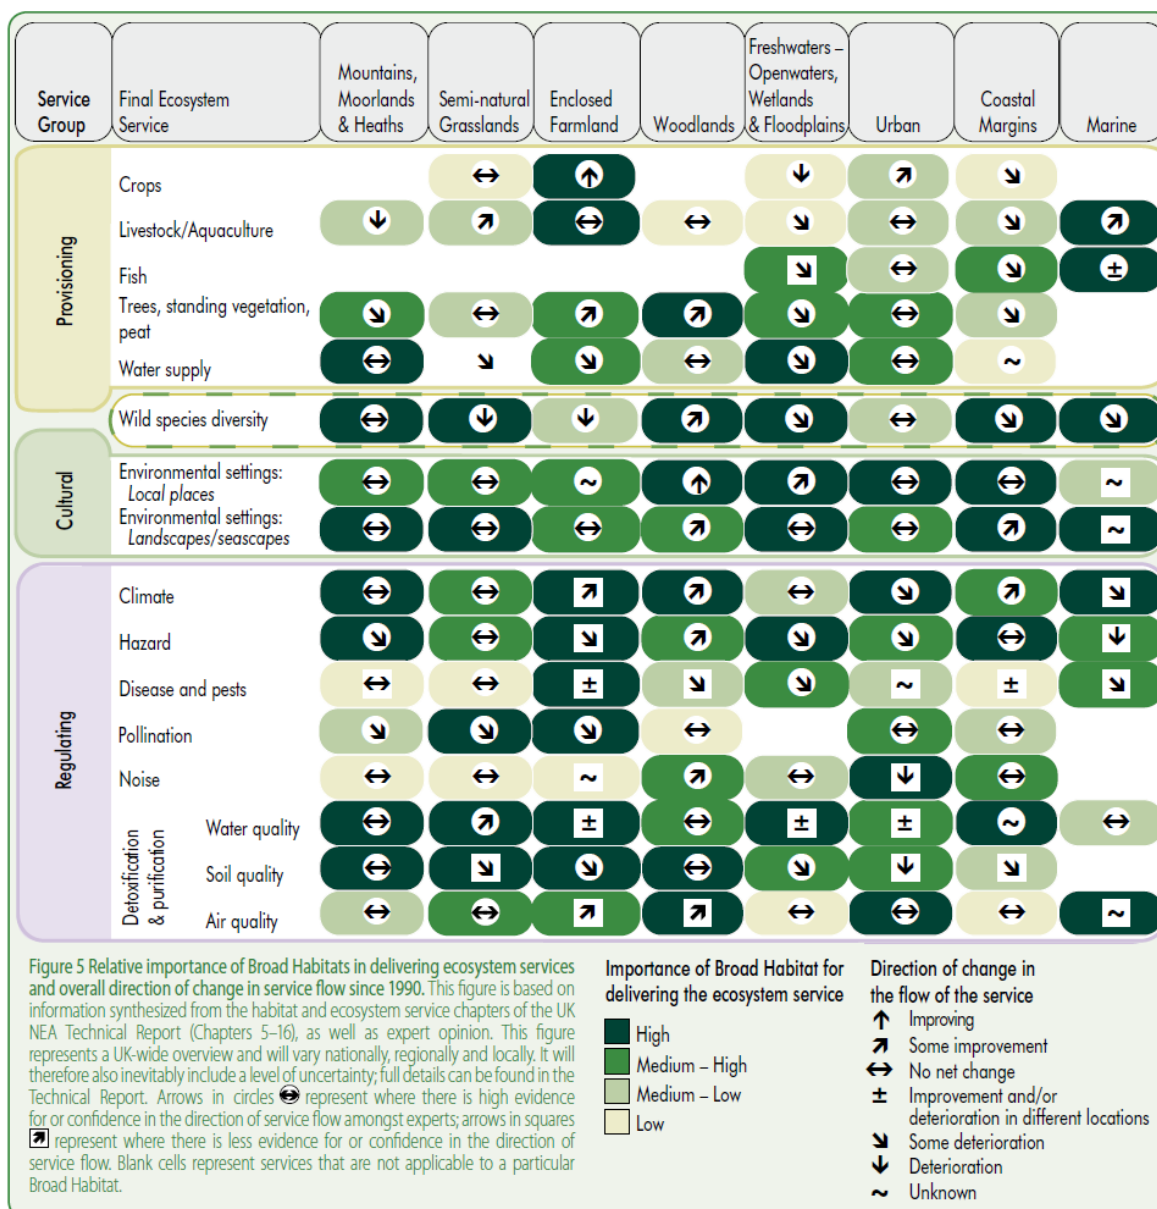 Service Group
Final Ecosystem Service
Mountains, Moorlands & Heaths
Semi-natural Grasslands
Enclosed Farmland
Woodlands
Freshwaters – Openwaters, Wetlands & Floodplains
Urban
Coastal Margins
Marine
Provisioning
Crops
Livestock/Aquaculture
Fish
Trees, standing vegetation,
peat
Water supply
Wild species diversity
Cultural
Environmental settings:
Local places
Environmental settings:
Landscapes/seascapes
Regulating
Climate
Hazard
Disease and pests
Pollination
Noise
Detoxification
& purification
Water quality
Soil quality
Air quality
Figure 5 Relative importance of Broad Habitats in delivering ecosystem services
and overall direction of change in service flow since 1990. This figure is based on
information synthesized from the habitat and ecosystem service chapters of the UK
NEA Technical Report (Chapters 5–16), as well as expert opinion. This figure
represents a UK-wide overview and will vary nationally, regionally and locally. It will
therefore also inevitably include a level of uncertainty; full details can be found in the
Technical Report. Arrows in circles ↔ represent where there is high evidence
for or confidence in the direction of service flow amongst experts; arrows in squares
↗ represent where there is less evidence for or confidence in the direction of
service flow. Blank cells represent services that are not applicable to a particular
Broad Habitat.
Importance of Broad Habitat for
delivering the ecosystem service
High
Medium – High
Medium – Low
Low
Direction of change in
the flow of the service
↑ Improving
↗ Some improvement
↔ No net change
± Improvement and/or
deterioration in different locations
↘ Some deterioration
↓ Deterioration
~ Unknown